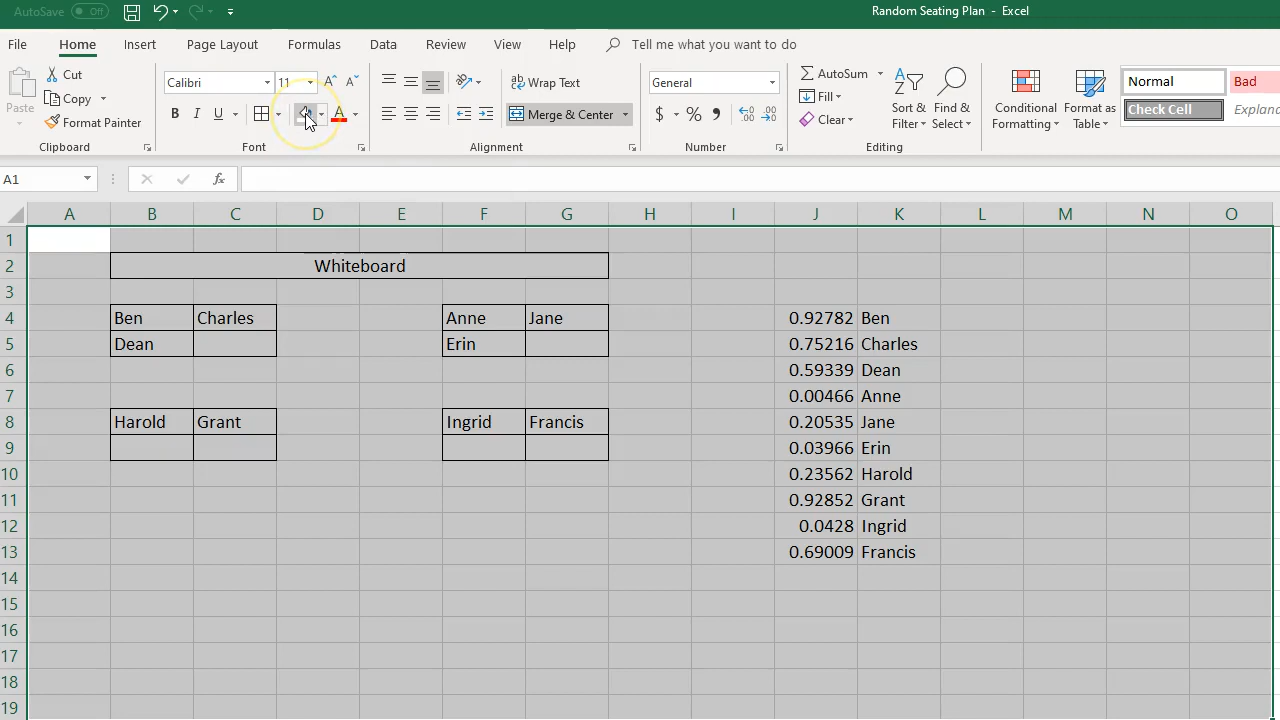 AutoSave Off
Random Seating Plan - Excel
File Home Insert Page Layout Formulas Data Review View Help Tell me what you want to do
Paste
Cut
Copy
Format Painter
Clipboard
Calibri 11 A A
B I U A
Font
ab Wrap Text
Merge & Center
Alignment
General
$ % ,
Number
AutoSum
Fill
Clear
Sort & Filter
Find & Select
Editing
Conditional Formatting
Format as Table
Normal Bad
Check Cell Explana
A1 fx
A B C D E F G H I J K L M N O
1
2 Whiteboard
3
4 Ben Charles Anne Jane 0.92782 Ben
5 Dean Erin 0.75216 Charles
6 0.59339 Dean
7 0.00466 Anne
8 Harold Grant Ingrid Francis 0.20535 Jane
9 0.03966 Erin
10 0.23562 Harold
11 0.92852 Grant
12 0.0428 Ingrid
13 0.69009 Francis
14
15
16
17
18
19